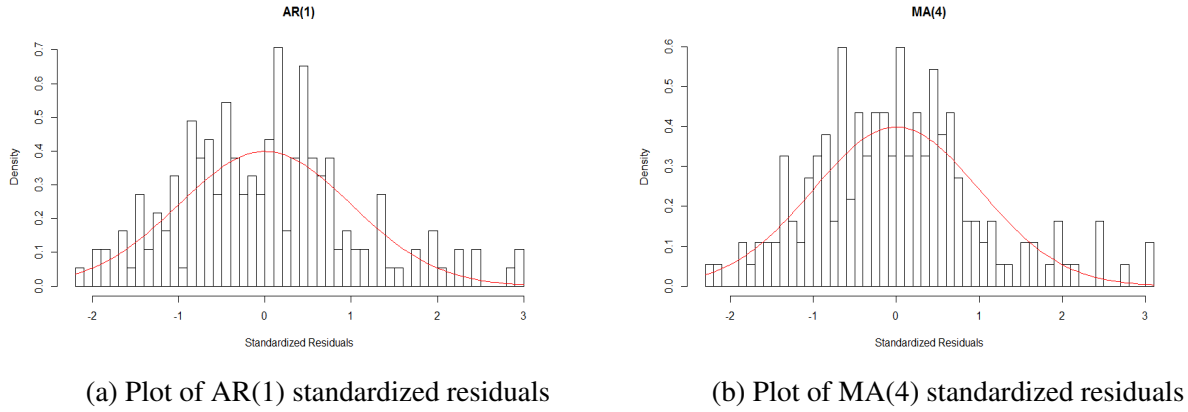 AR(1)
Density
0.0 0.1 0.2 0.3 0.4 0.5 0.6 0.7
-2 -1 0 1 2 3
Standardized Residuals
(a) Plot of AR(1) standardized residuals
MA(4)
Density
0.0 0.1 0.2 0.3 0.4 0.5 0.6
-2 -1 0 1 2 3
Standardized Residuals
(b) Plot of MA(4) standardized residuals